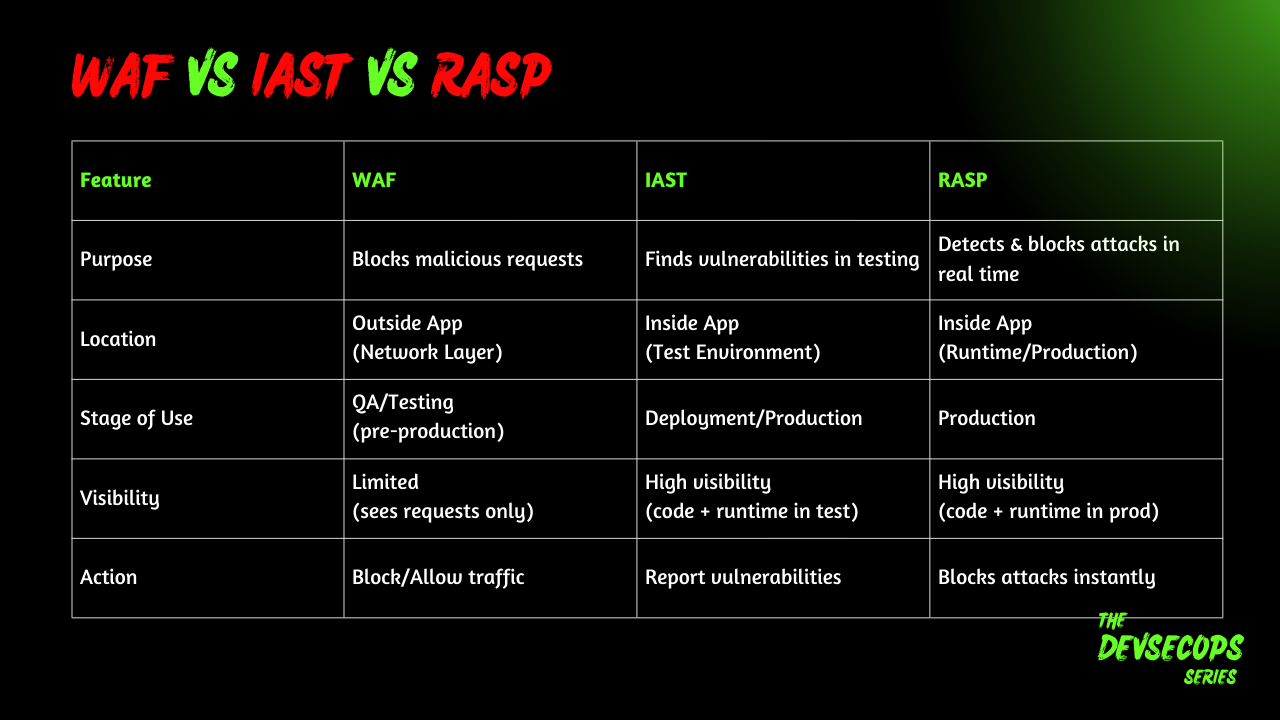 WAF VS IAST VS RASP
Feature
WAF
IAST
RASP
Purpose
Blocks malicious requests
Finds vulnerabilities in testing
Detects & blocks attacks in
real time
Location
Outside App
(Network Layer)
Inside App
(Test Environment)
Inside App
(Runtime/Production)
Stage of Use
QA/Testing
(pre-production)
Deployment/Production
Production
Visibility
Limited
(sees requests only)
High visibility
(code + runtime in test)
High visibility
(code + runtime in prod)
Action
Block/Allow traffic
Report vulnerabilities
Blocks attacks instantly
THE
DEVSECOPS
SERIES